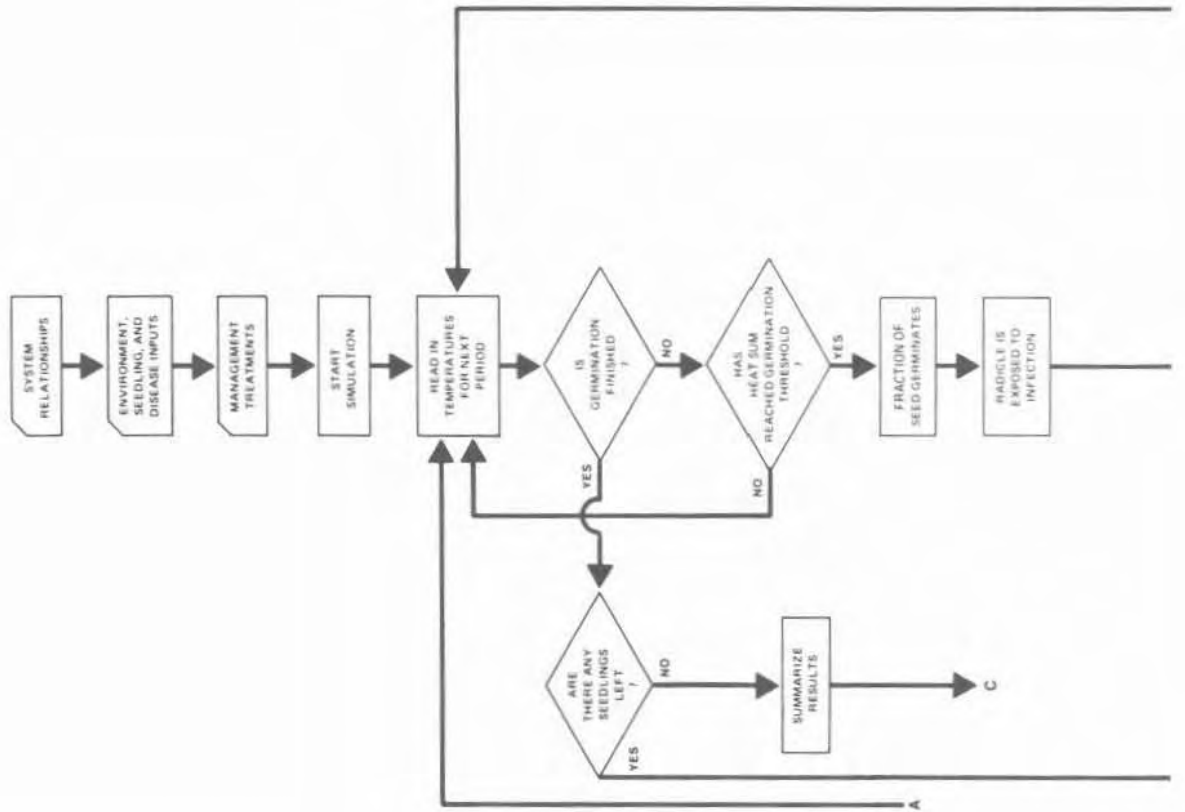 SYSTEM
RELATIONSHIPS
ENVIRONMENT,
SEEDLING, AND
DISEASE INPUTS
MANAGEMENT
TREATMENTS
START
SIMULATION
READ IN
TEMPERATURES
FOR NEXT
PERIOD
IS
GERMINATION
FINISHED
?
YES
NO
HAS
HEAT SUM
REACHED GERMINATION
THRESHOLD
?
NO
YES
FRACTION OF
SEED GERMINATES
RADICLE IS
EXPOSED TO
INFECTION
ARE
THERE ANY
SEEDLINGS
LEFT
?
YES
NO
SUMMARIZE
RESULTS
C
A